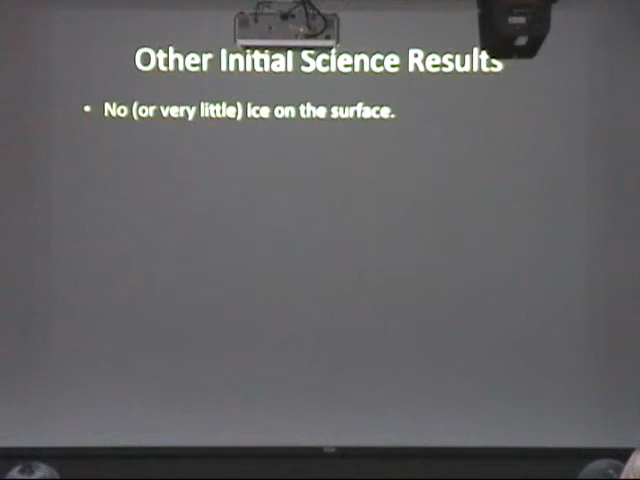 Other Initial Science Results
• No (or very little) ice on the surface.